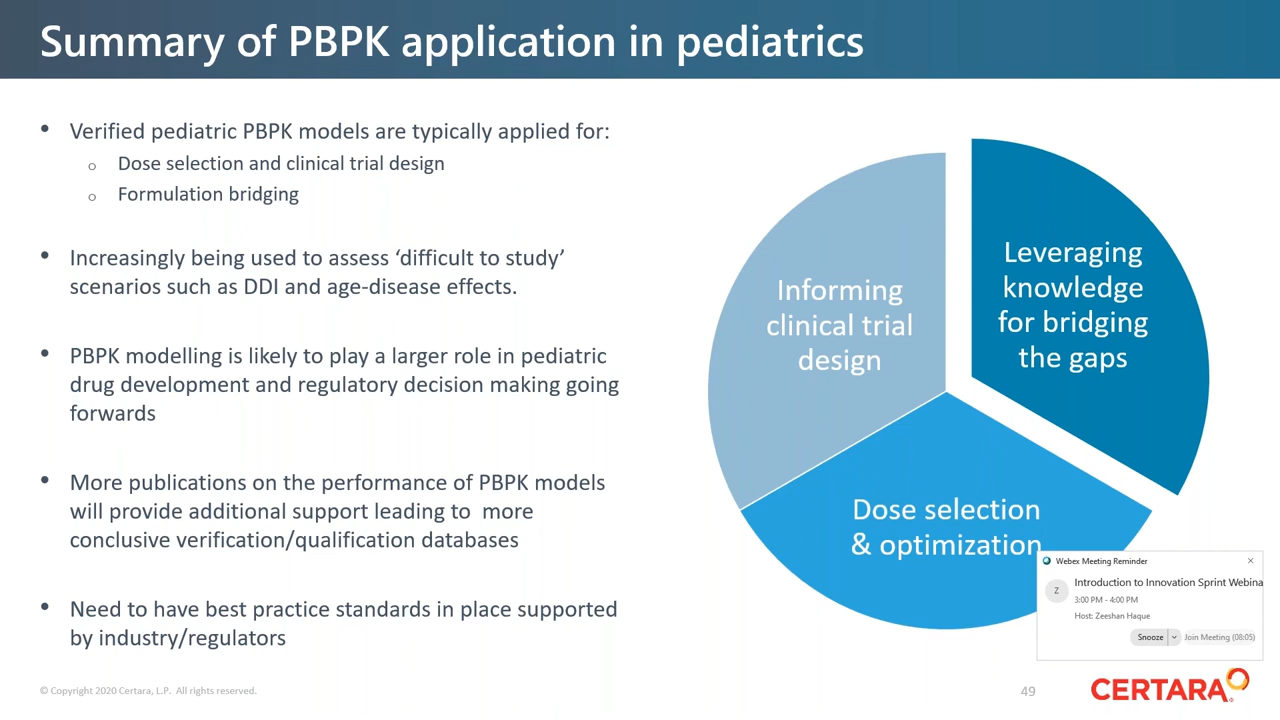 Summary of PBPK application in pediatrics
• Verified pediatric PBPK models are typically applied for:
o Dose selection and clinical trial design
o Formulation bridging
• Increasingly being used to assess ‘difficult to study’
scenarios such as DDI and age-disease effects.
• PBPK modelling is likely to play a larger role in pediatric
drug development and regulatory decision making going
forwards
• More publications on the performance of PBPK models
will provide additional support leading to  more
conclusive verification/qualification databases
• Need to have best practice standards in place supported
by industry/regulators
Informing
clinical trial
design
Leveraging
knowledge
for bridging
the gaps
Dose selection
& optimization
Webex Meeting Reminder
Z
Introduction to Innovation Sprint Webina
3:00 PM - 4:00 PM
Host: Zeeshan Haque
Snooze
Join Meeting (08:05)
© Copyright 2020 Certara, L.P.  All rights reserved.
49
CERTARA